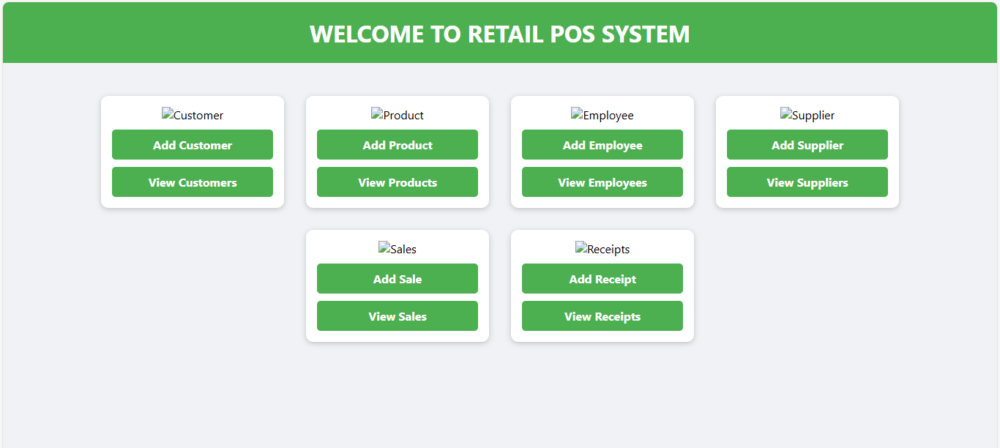 WELCOME TO RETAIL POS SYSTEM
Customer
Add Customer
View Customers
Product
Add Product
View Products
Employee
Add Employee
View Employees
Supplier
Add Supplier
View Suppliers
Sales
Add Sale
View Sales
Receipts
Add Receipt
View Receipts